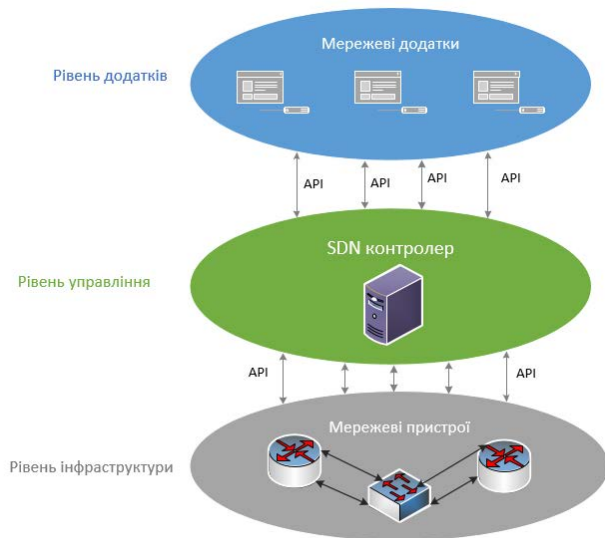 Мережеві додатки
Рівень додатків
API
API
API
API
SDN контролер
Рівень управління
API
API
Мережеві пристрої
Рівень інфраструктури